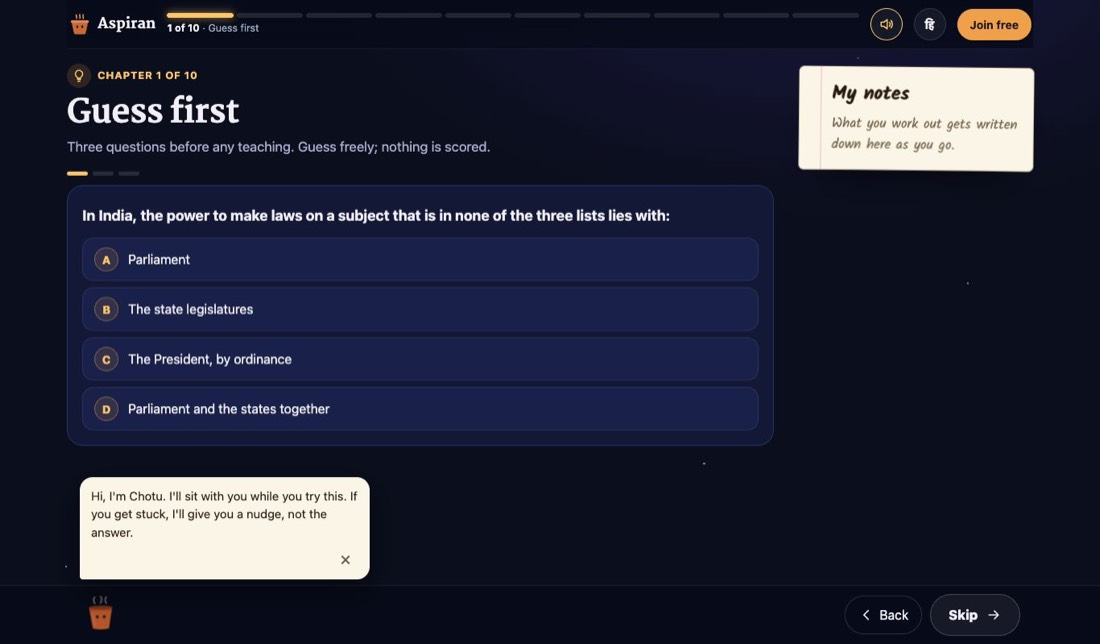 Aspiran
1 of 10 · Guess first
हि
Join free
CHAPTER 1 OF 10
Guess first
Three questions before any teaching. Guess freely; nothing is scored.
My notes
What you work out gets written
down here as you go.
In India, the power to make laws on a subject that is in none of the three lists lies with:
A Parliament
B The state legislatures
C The President, by ordinance
D Parliament and the states together
Hi, I'm Chotu. I'll sit with you while you try this. If
you get stuck, I'll give you a nudge, not the
answer.
Back
Skip